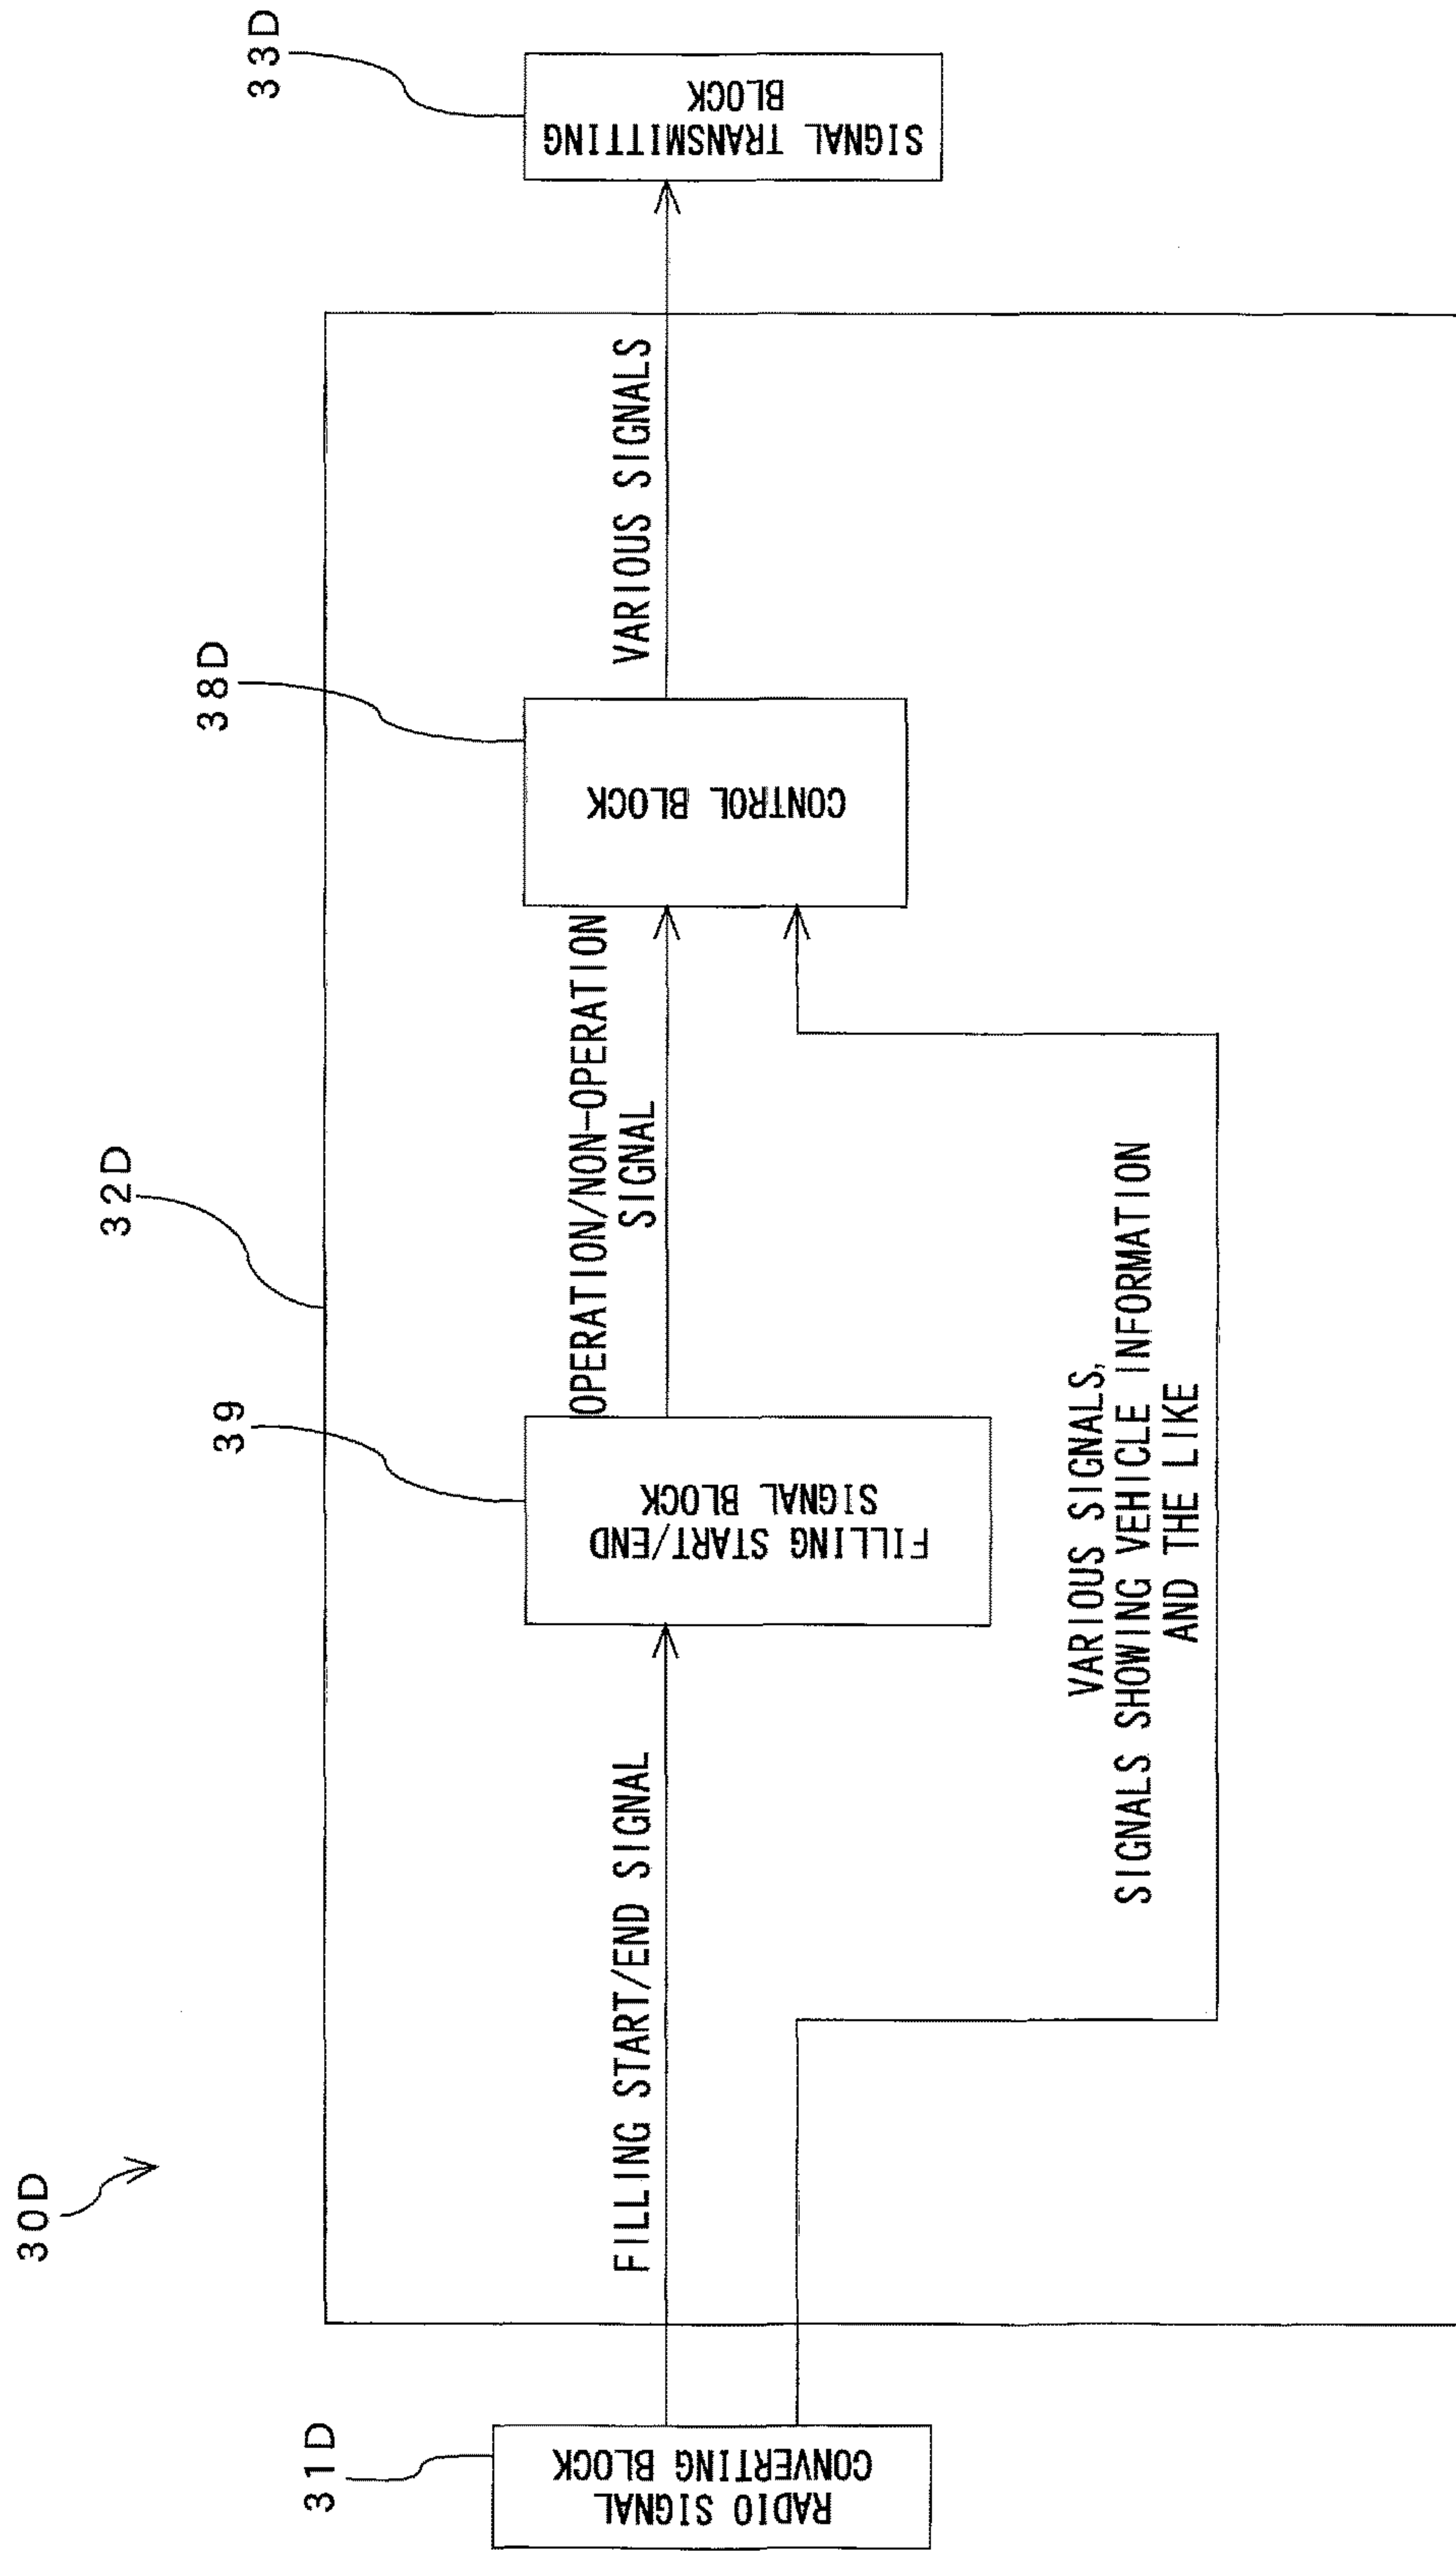 30D
32D
31D
39
38D
33D
RADIO SIGNAL
CONVERTING BLOCK
FILLING START/END SIGNAL
FILLING START/END
SIGNAL BLOCK
OPERATION/NON-OPERATION
SIGNAL
CONTROL BLOCK
VARIOUS SIGNALS
SIGNAL TRANSMITTING
BLOCK
VARIOUS SIGNALS,
SIGNALS SHOWING VEHICLE INFORMATION
AND THE LIKE